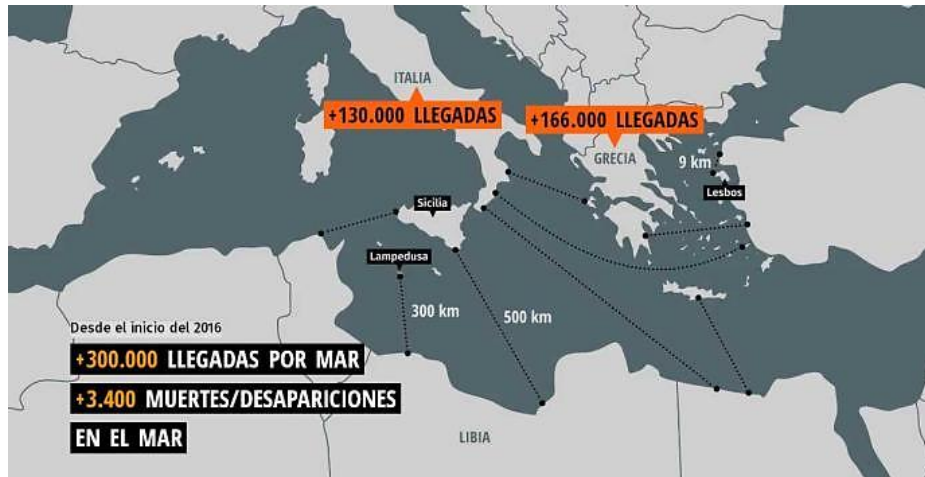 ITALIA
+130.000 LLEGADAS
+166.000 LLEGADAS
GRECIA
9 km
Lesbos
Sicilia
Lampedusa
300 km
500 km
Desde el inicio del 2016
+300.000 LLEGADAS POR MAR
+3.400 MUERTES/DESAPARICIONES
EN EL MAR
LIBIA